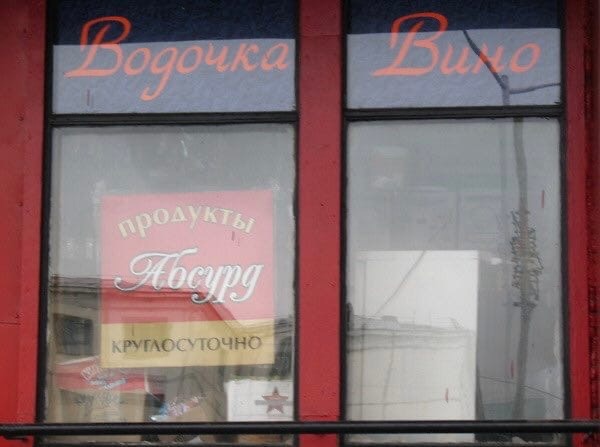 Водочка
Вино
продукты
Абсурд
КРУГЛОСУТОЧНО